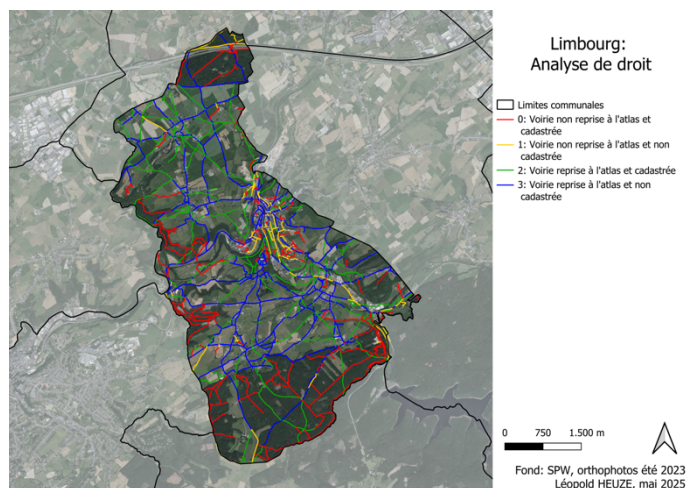 Limbourg:
Analyse de droit
Limites communales
0: Voirie non reprise à l'atlas et
cadastrée
1: Voirie non reprise à l'atlas et non
cadastrée
2: Voirie reprise à l'atlas et cadastrée
3: Voirie reprise à l'atlas et non
cadastrée
0 750 1.500 m
Fond: SPW, orthophotos été 2023
Léopold HEUZE, mai 2025